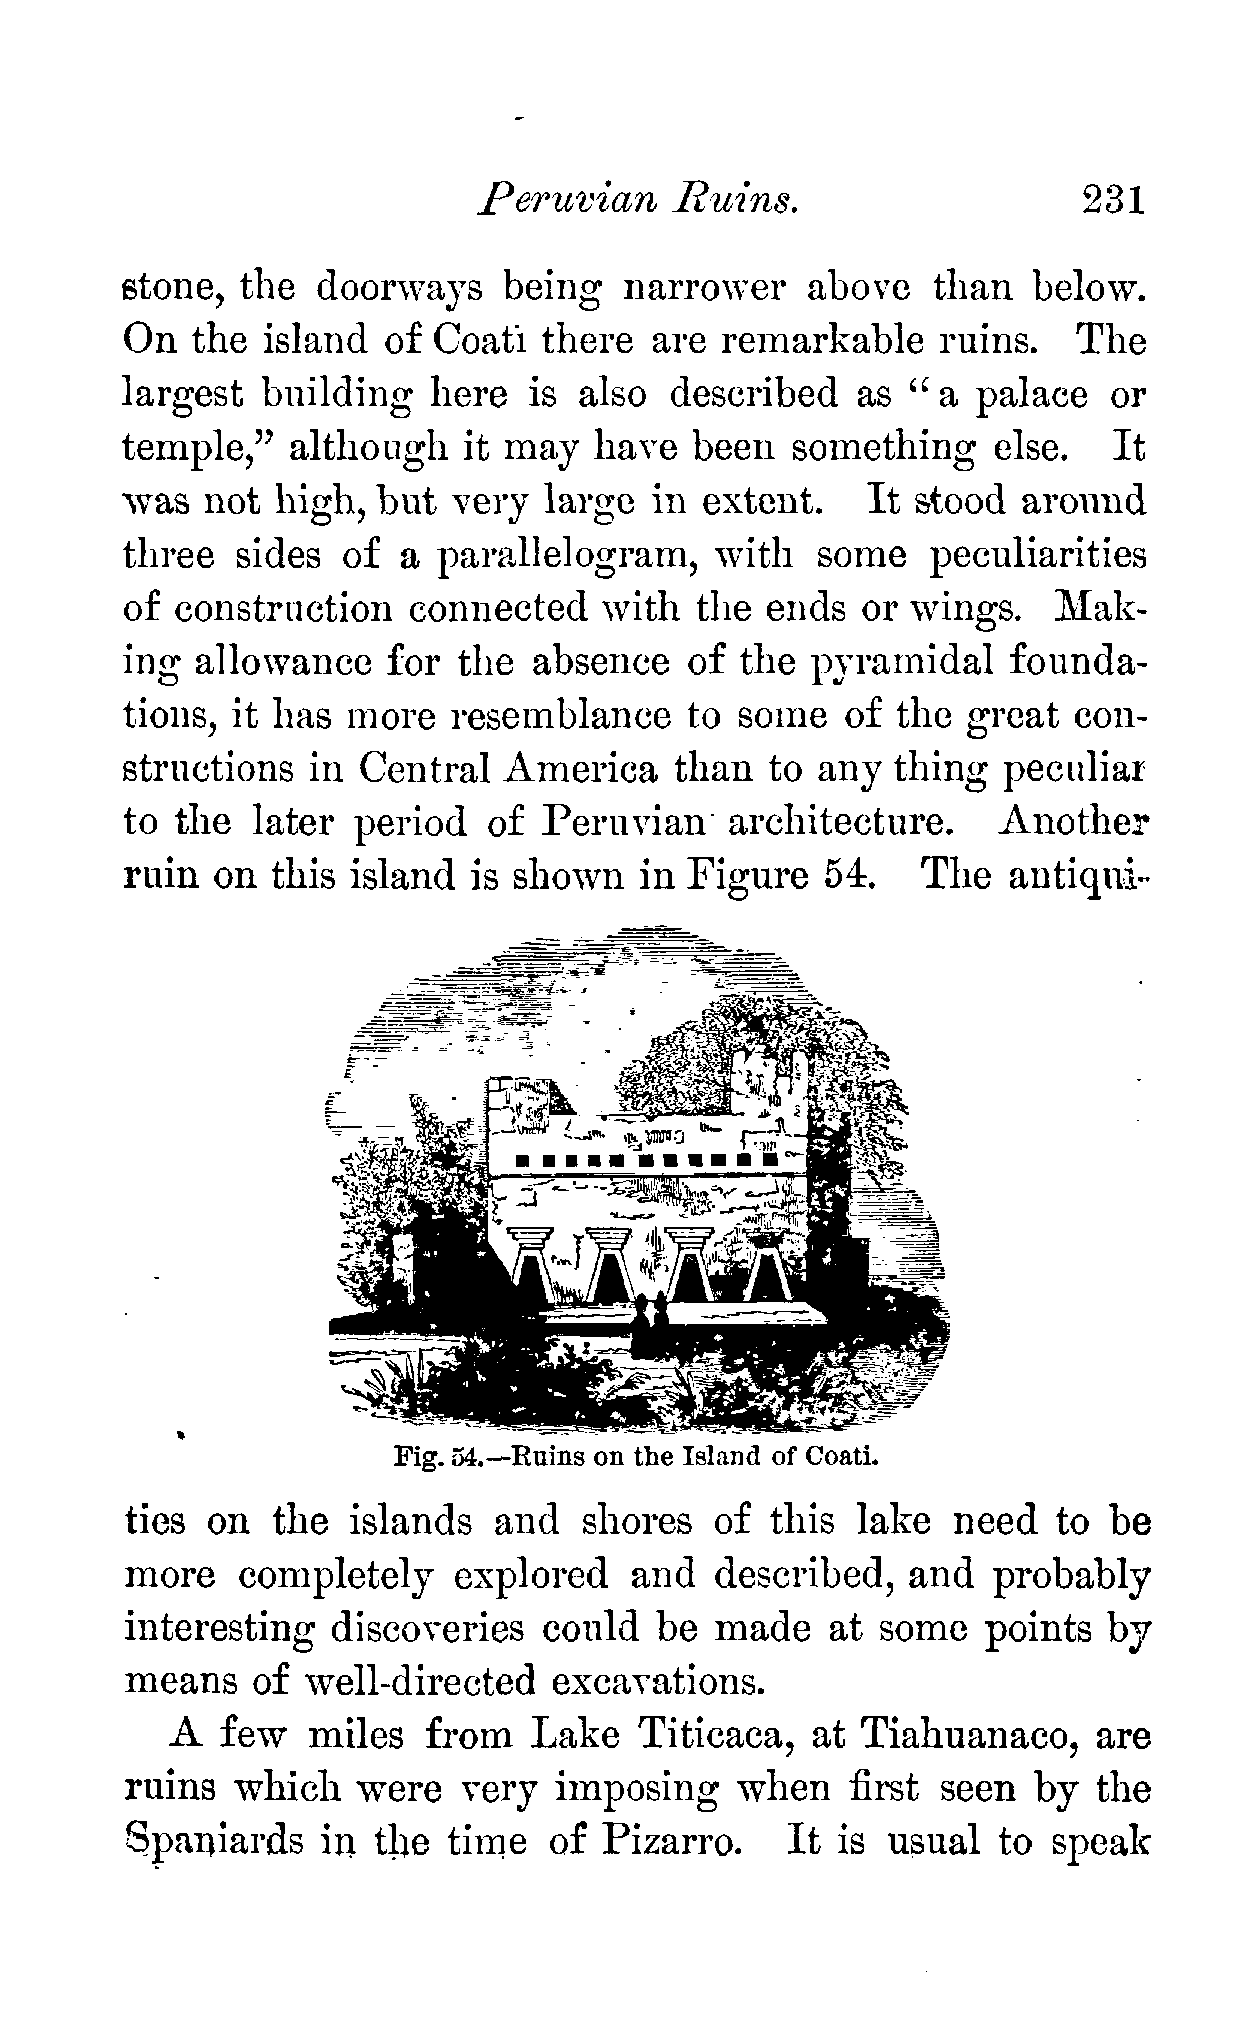 Peruvian Ruins. 231
stone, the doorways being narrower above than below.
On the island of Coati there are remarkable ruins. The
largest building here is also described as “a palace or
temple,” although it may have been something else. It
was not high, but very large in extent. It stood around
three sides of a parallelogram, with some peculiarities
of construction connected with the ends or wings. Mak-
ing allowance for the absence of the pyramidal founda-
tions, it has more resemblance to some of the great con-
structions in Central America than to any thing peculiar
to the later period of Peruvian architecture. Another
ruin on this island is shown in Figure 54. The antiqui-
Fig. 54.—Ruins on the Island of Coati.
ties on the islands and shores of this lake need to be
more completely explored and described, and probably
interesting discoveries could be made at some points by
means of well-directed excavations.
A few miles from Lake Titicaca, at Tiahuanaco, are
ruins which were very imposing when first seen by the
Spaniards in the time of Pizarro. It is usual to speak